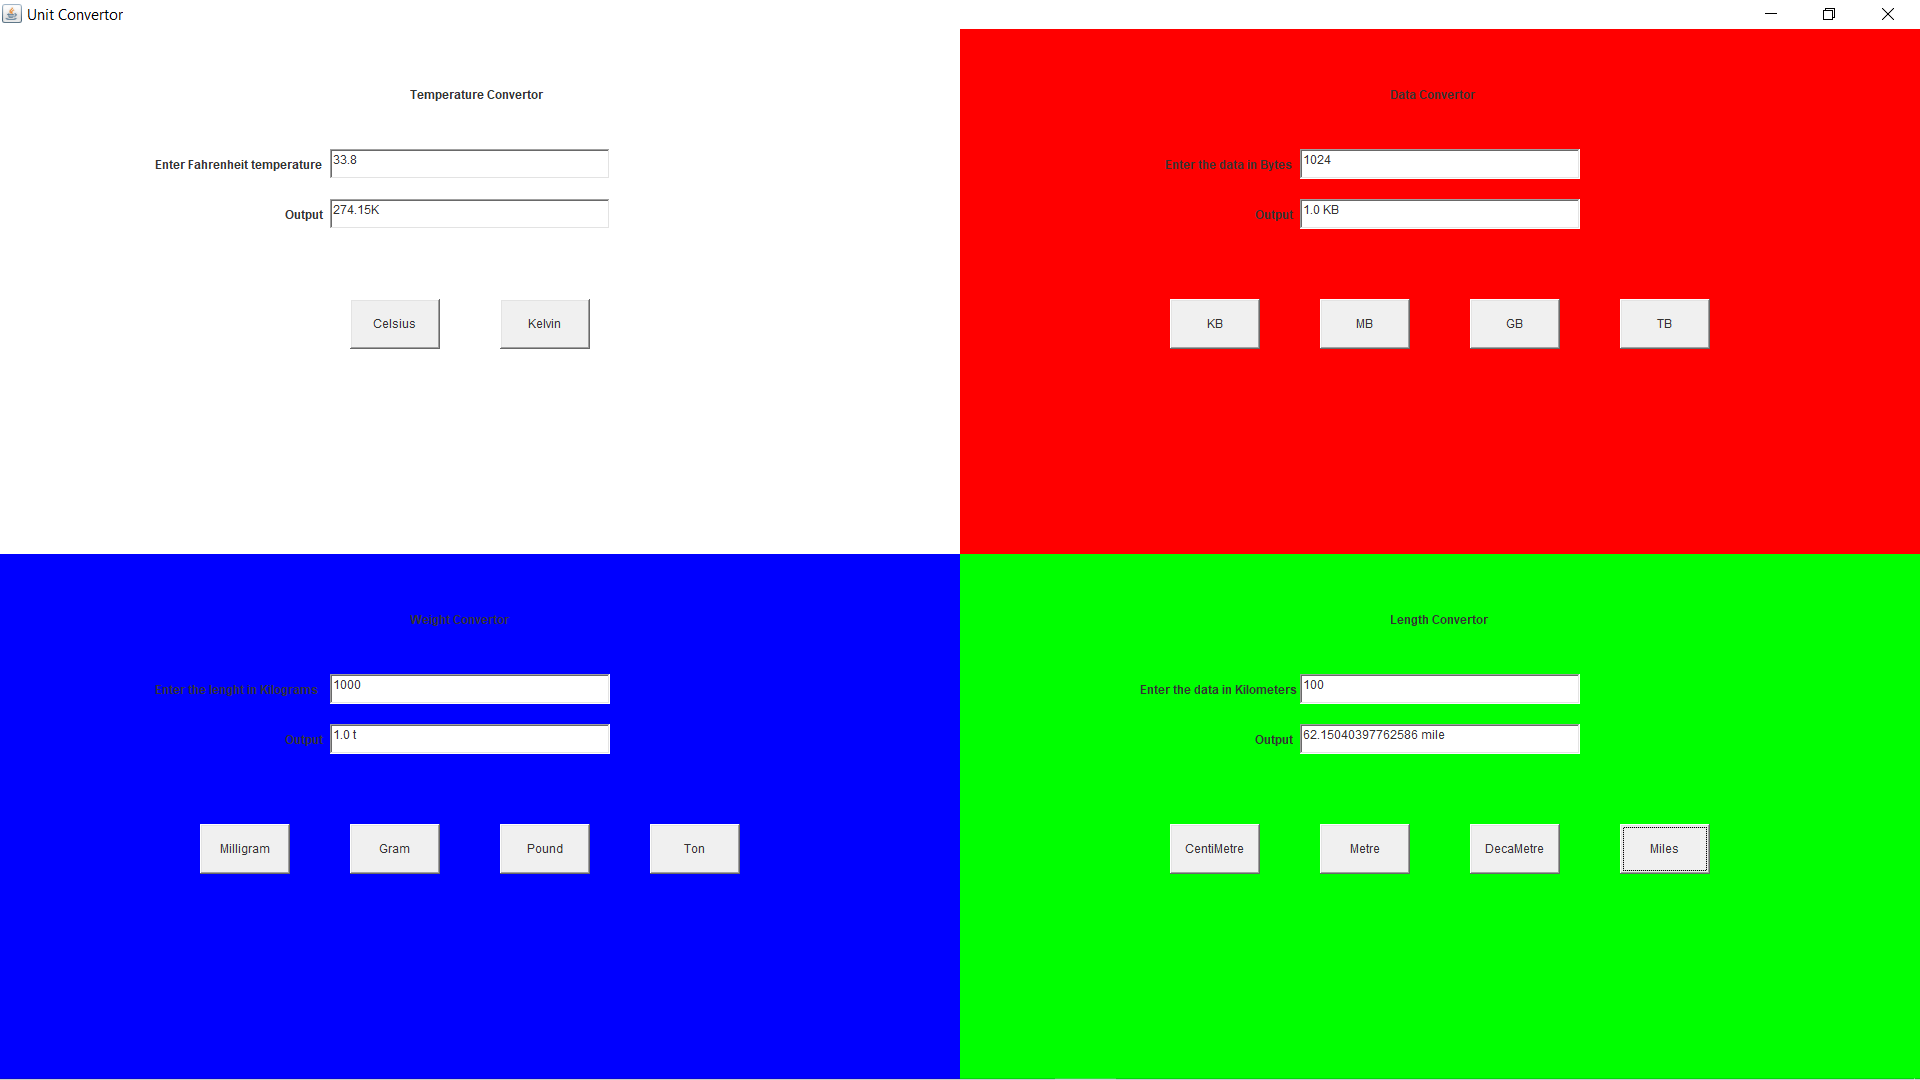 Unit Convertor
Temperature Convertor
Enter Fahrenheit temperature 33.8
Output 274.15K
Celsius Kelvin
Data Convertor
Enter the data in Bytes 1024
Output 1.0 KB
KB MB GB TB
Weight Convertor
Enter the lenght in Kilograms 1000
Output 1.0 t
Milligram Gram Pound Ton
Length Convertor
Enter the data in Kilometers 100
Output 62.15040397762586 mile
CentiMetre Metre DecaMetre Miles